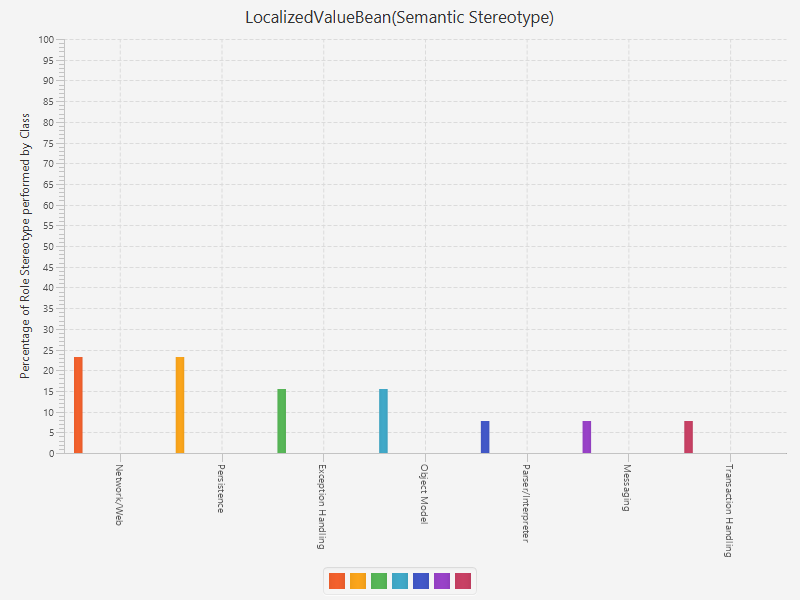 LocalizedValueBean(Semantic Stereotype)
Percentage of Role Stereotype performed by Class
100
95
90
85
80
75
70
65
60
55
50
45
40
35
30
25
20
15
10
5
0
Network/Web
Persistence
Exception Handling
Object Model
Parser/Interpreter
Messaging
Transaction Handling